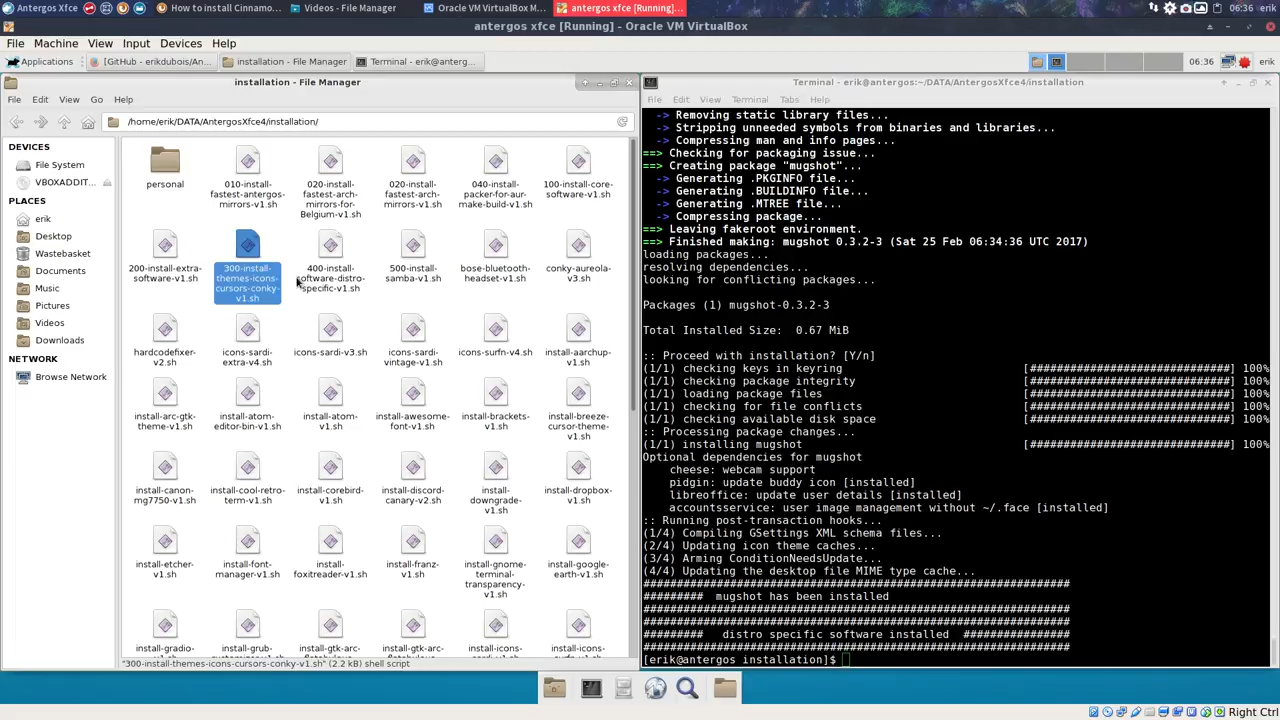 Antergos Xfce
How to install Cinnamo...
Videos - File Manager
Oracle VM VirtualBox M...
antergos xfce [Running]...
06:36 erik
antergos xfce [Running] - Oracle VM VirtualBox
File Machine View Input Devices Help
Applications
[GitHub - erikdubois/An...
installation - File Manager
Terminal - erik@anterg...
06:36
erik
installation - File Manager
File Edit View Go Help
/home/erik/DATA/AntergosXfce4/installation/
DEVICES
File System
VBOXADDIT...
PLACES
erik
Desktop
Wastebasket
Documents
Music
Pictures
Videos
Downloads
NETWORK
Browse Network
personal
010-install-
fastest-antergos-
mirrors-v1.sh
020-install-
fastest-arch-
mirrors-for-
Belgium-v1.sh
020-install-
fastest-arch-
mirrors-v1.sh
040-install-
packer-for-aur-
make-build-v1.sh
100-install-core-
software-v1.sh
200-install-extra-
software-v1.sh
300-install-
themes-icons-
cursors-conky-
v1.sh
400-install-
software-distro-
specific-v1.sh
500-install-
samba-v1.sh
bose-bluetooth-
headset-v1.sh
conky-aureola-
v3.sh
hardcodefixer-
v2.sh
icons-sardi-
extra-v4.sh
icons-sardi-v3.sh
icons-sardi-
vintage-v1.sh
icons-surfn-v4.sh
install-aarchup-
v1.sh
install-arc-gtk-
theme-v1.sh
install-atom-
editor-bin-v1.sh
install-atom-
v1.sh
install-awesome-
font-v1.sh
install-brackets-
v1.sh
install-breeze-
cursor-theme-
v1.sh
install-canon-
mg7750-v1.sh
install-cool-retro-
term-v1.sh
install-corebird-
v1.sh
install-discord-
canary-v2.sh
install-
downgrade-
v1.sh
install-dropbox-
v1.sh
install-etcher-
v1.sh
install-font-
manager-v1.sh
install-
foxitreader-v1.sh
install-franz-
v1.sh
install-gnome-
terminal-
transparency-
v1.sh
install-google-
earth-v1.sh
install-gradio-
install-grub-
install-gtk-arc-
install-gtk-arc-
install-icons-
install-icons-
"300-install-themes-icons-cursors-conky-v1.sh" (2.2 kB) shell script
Terminal - erik@antergos:~/DATA/AntergosXfce4/installation
File Edit View Terminal Tabs Help
-> Removing static library files...
-> Stripping unneeded symbols from binaries and libraries...
-> Compressing man and info pages...
==> Checking for packaging issue...
==> Creating package "mugshot"...
-> Generating .PKGINFO file...
-> Generating .BUILDINFO file...
-> Generating .MTREE file...
-> Compressing package...
==> Leaving fakeroot environment.
==> Finished making: mugshot 0.3.2-3 (Sat 25 Feb 06:34:36 UTC 2017)
loading packages...
resolving dependencies...
looking for conflicting packages...
Packages (1) mugshot-0.3.2-3
Total Installed Size:  0.67 MiB
:: Proceed with installation? [Y/n]
(1/1) checking keys in keyring [##############################] 100%
(1/1) checking package integrity [##############################] 100%
(1/1) loading package files [##############################] 100%
(1/1) checking for file conflicts [##############################] 100%
(1/1) checking available disk space [##############################] 100%
:: Processing package changes...
(1/1) installing mugshot [##############################] 100%
Optional dependencies for mugshot
cheese: webcam support
pidgin: update buddy icon [installed]
libreoffice: update user details [installed]
accountsservice: user image management without ~/.face [installed]
:: Running post-transaction hooks...
(1/4) Compiling GSettings XML schema files...
(2/4) Updating icon theme caches...
(3/4) Arming ConditionNeedsUpdate...
(4/4) Updating the desktop file MIME type cache...
################################################################
######### mugshot has been installed
################################################################
################################################################
######### distro specific software installed ################
################################################################
[erik@antergos installation]$
Right Ctrl